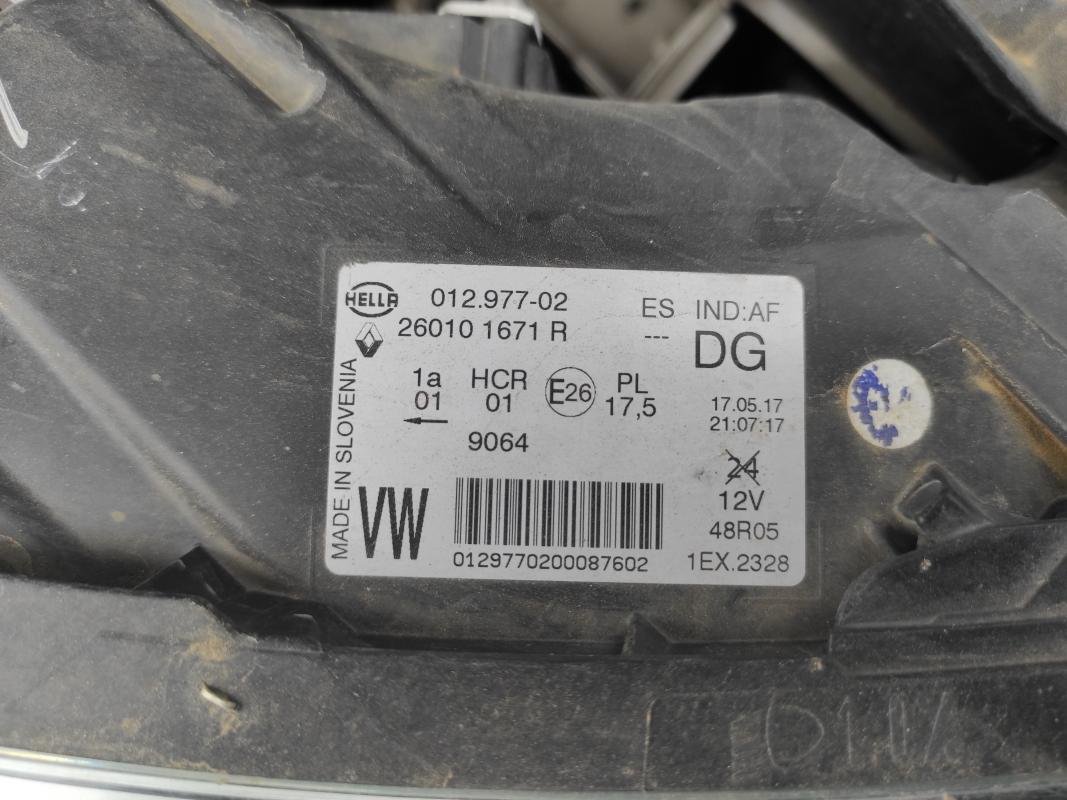 HELLA 012.977-02 ES IND:AF
26010 1671 R --- DG
1a HCR E26 PL
01 01 17,5 17.05.17
21:07:17
9064
24
12V
VW 48R05
0129770200087602 1EX.2328
MADE IN SLOVENIA